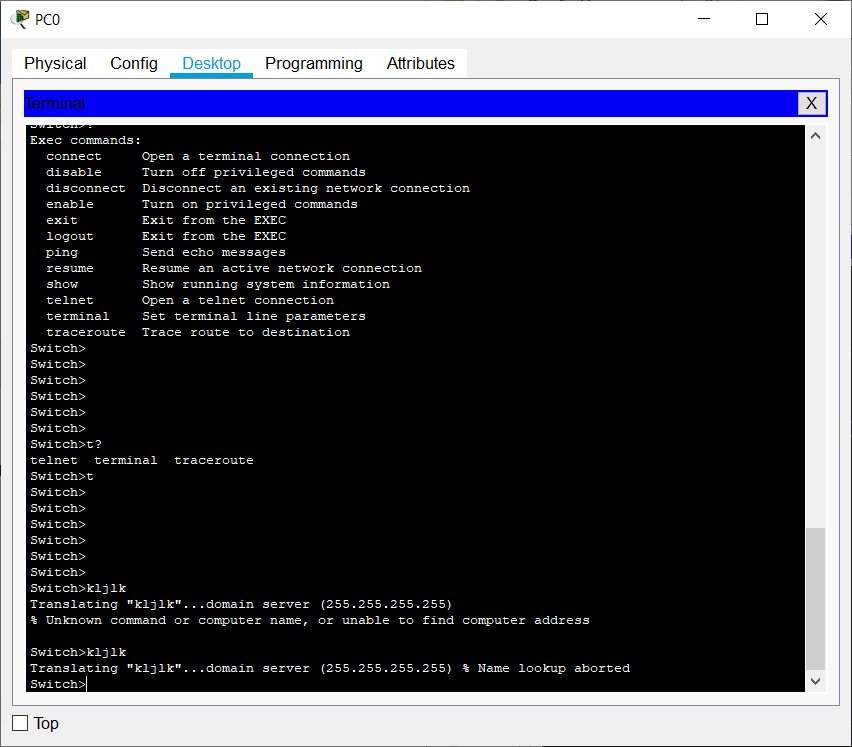 PC0
Physical Config Desktop Programming Attributes
Terminal
X
Switch>?
Exec commands:
  connect     Open a terminal connection
  disable     Turn off privileged commands
  disconnect  Disconnect an existing network connection
  enable      Turn on privileged commands
  exit        Exit from the EXEC
  logout      Exit from the EXEC
  ping        Send echo messages
  resume      Resume an active network connection
  show        Show running system information
  telnet      Open a telnet connection
  terminal    Set terminal line parameters
  traceroute  Trace route to destination
Switch>
Switch>
Switch>
Switch>
Switch>
Switch>
Switch>t?
telnet  terminal  traceroute
Switch>t
Switch>
Switch>
Switch>
Switch>
Switch>
Switch>
Switch>kljlk
Translating "kljlk"...domain server (255.255.255.255)
% Unknown command or computer name, or unable to find computer address

Switch>kljlk
Translating "kljlk"...domain server (255.255.255.255) % Name lookup aborted
Switch>
Top